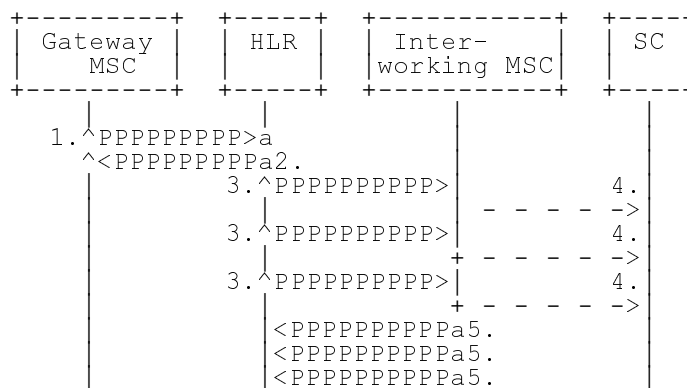 +---------+ +-----+ +-----------+ +----
| Gateway | | HLR | | Inter- | | SC
| MSC | | | |working MSC| |
+---------+ +-----+ +-----------+ +----
1.^PPPPPPPPP>a
^<PPPPPPPPPa2.
3.^PPPPPPPPPP>| 4.
| - - - - ->
3.^PPPPPPPPPP>| 4.
+ - - - - ->
3.^PPPPPPPPPP>| 4.
+ - - - - ->
|<PPPPPPPPPPa5.
|<PPPPPPPPPPa5.
|<PPPPPPPPPPa5.